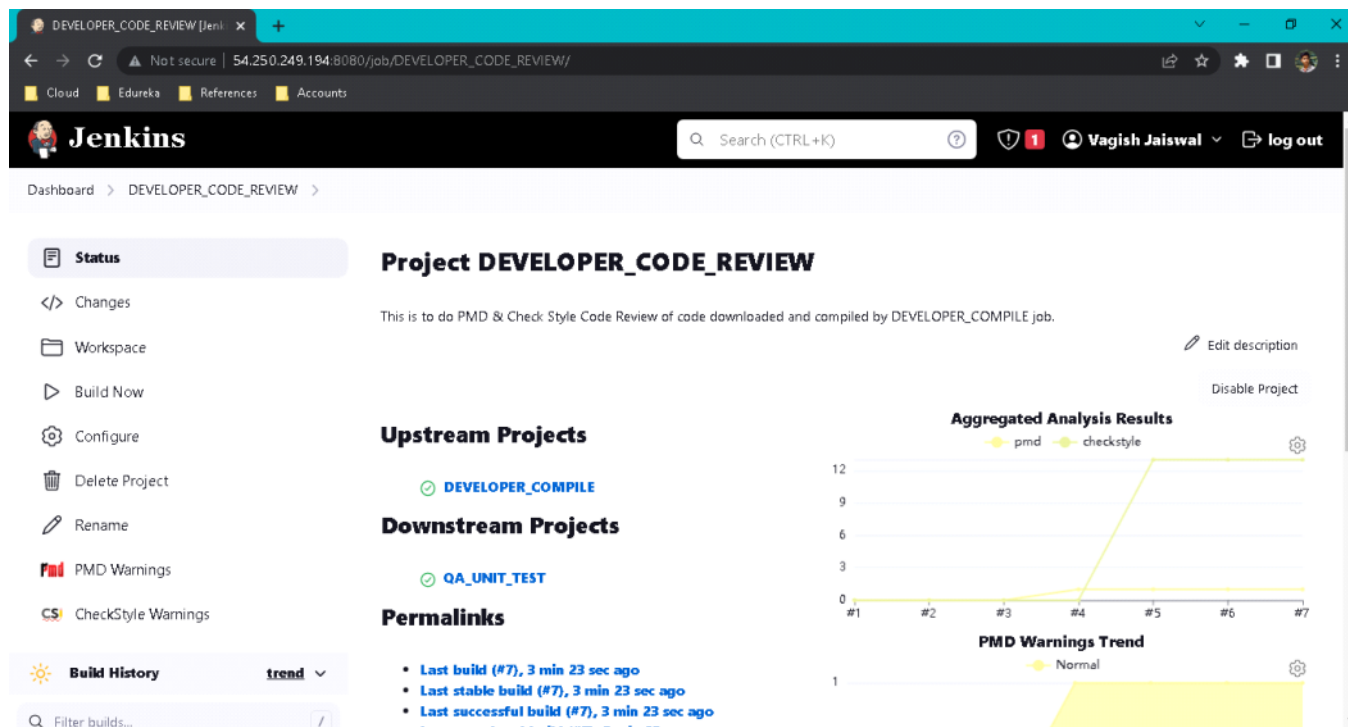 DEVELOPER_CODE_REVIEW [Jenki
Not secure | 54.250.249.194:8080/job/DEVELOPER_CODE_REVIEW/
Cloud Edureka References Accounts
Jenkins
Search (CTRL+K)
1
Vagish Jaiswal
log out
Dashboard > DEVELOPER_CODE_REVIEW >
Status
Changes
Workspace
Build Now
Configure
Delete Project
Rename
Pmd PMD Warnings
CS CheckStyle Warnings
Build History trend
Filter builds... /
Project DEVELOPER_CODE_REVIEW
This is to do PMD & Check Style Code Review of code downloaded and compiled by DEVELOPER_COMPILE job.
Edit description
Disable Project
Upstream Projects
DEVELOPER_COMPILE
Downstream Projects
QA_UNIT_TEST
Permalinks
Last build (#7), 3 min 23 sec ago
Last stable build (#7), 3 min 23 sec ago
Last successful build (#7), 3 min 23 sec ago
Aggregated Analysis Results
pmd checkstyle
12
9
6
3
0
#1 #2 #3 #4 #5 #6 #7
PMD Warnings Trend
Normal
1